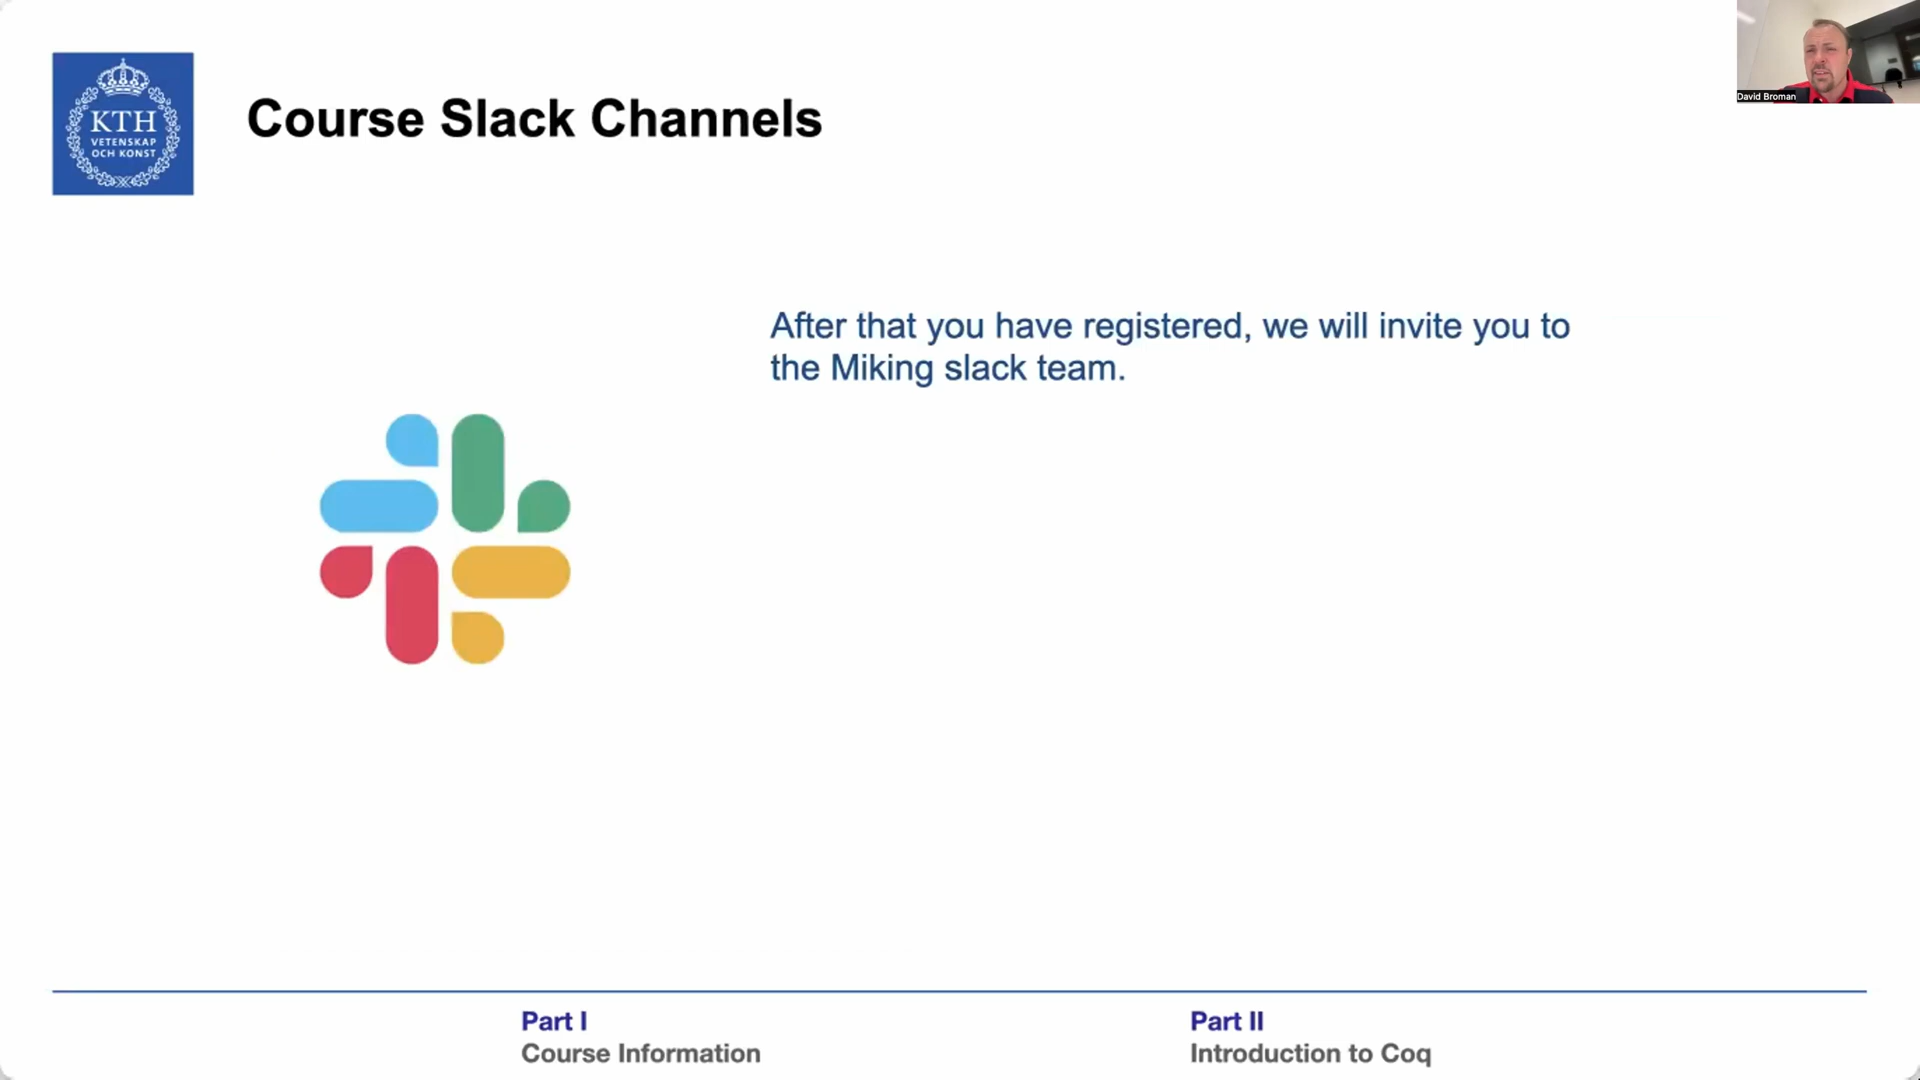 David Broman
KTH
VETENSKAP
OCH KONST
Course Slack Channels
After that you have registered, we will invite you to
the Miking slack team.
Part I
Course Information
Part II
Introduction to Coq